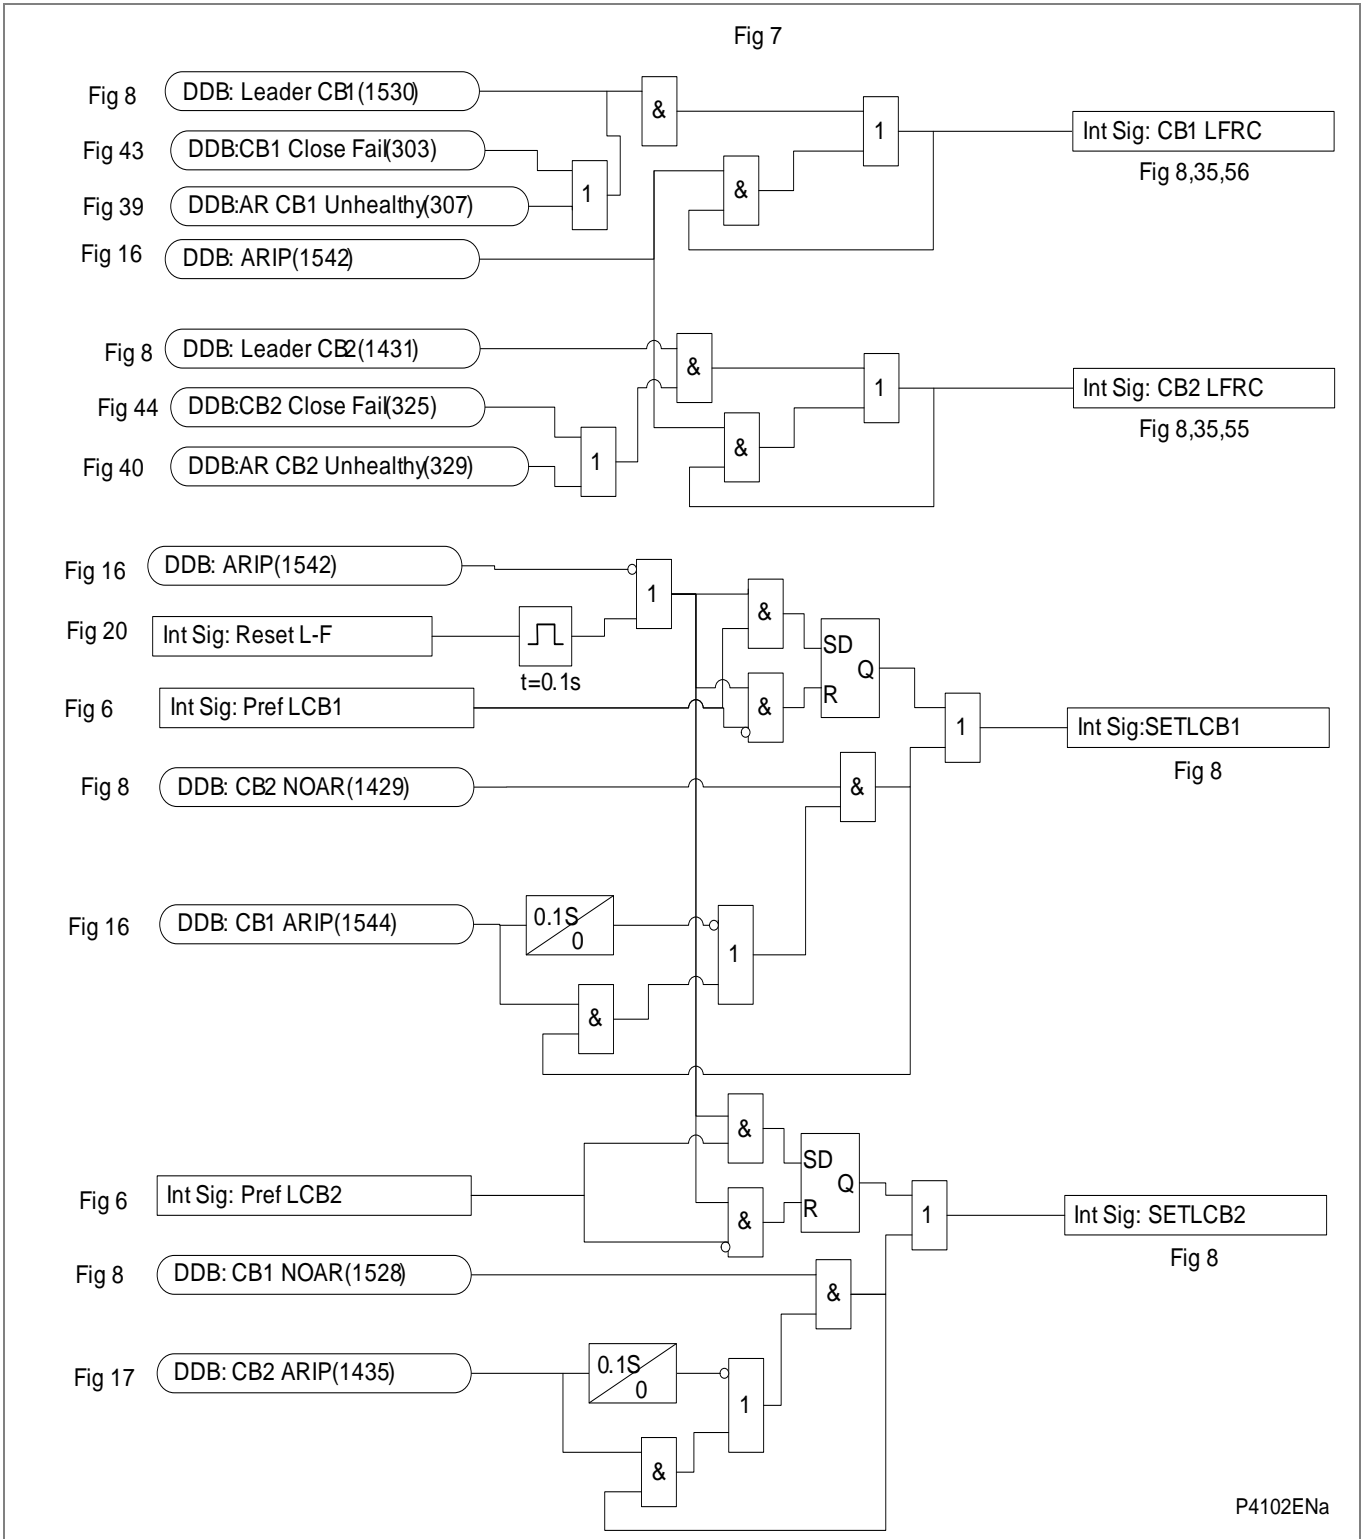 Fig 7
Fig 8 DDB: Leader CB1(1530)
&
1
Int Sig: CB1 LFRC
Fig 8,35,56
Fig 43 DDB:CB1 Close Fail(303)
1
&
Fig 39 DDB:AR CB1 Unhealthy(307)
Fig 16 DDB: ARIP(1542)
Fig 8 DDB: Leader CB2(1431)
&
1
Int Sig: CB2 LFRC
Fig 8,35,55
Fig 44 DDB:CB2 Close Fail(325)
1
&
Fig 40 DDB:AR CB2 Unhealthy(329)
Fig 16 DDB: ARIP(1542)
1
&
Fig 20 Int Sig: Reset L-F
t=0.1s
SD
Q
R
Fig 6 Int Sig: Pref LCB1
&
1
Int Sig:SETLCB1
Fig 8
Fig 8 DDB: CB2 NOAR(1429)
&
Fig 16 DDB: CB1 ARIP(1544)
0.1S
0
1
&
&
SD
Q
R
Fig 6 Int Sig: Pref LCB2
&
1
Int Sig: SETLCB2
Fig 8
Fig 8 DDB: CB1 NOAR(1528)
&
Fig 17 DDB: CB2 ARIP(1435)
0.1S
0
1
&
P4102ENa